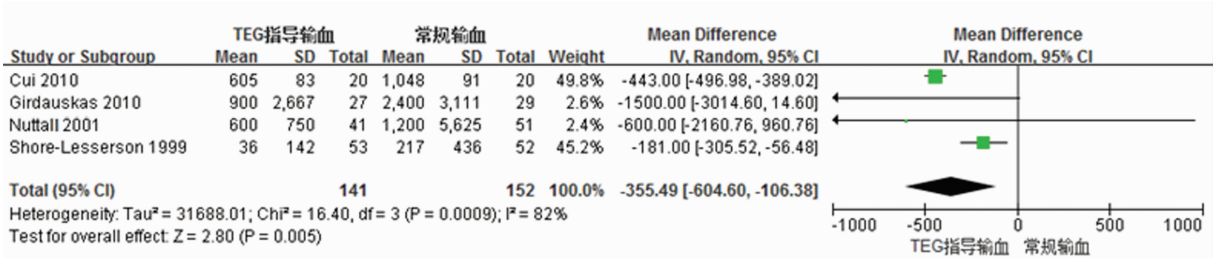 TEG指导输血 常规输血 Mean Difference Mean Difference
Study or Subgroup Mean SD Total Mean SD Total Weight IV, Random, 95% CI IV, Random, 95% CI
Cui 2010 605 83 20 1,048 91 20 49.8% -443.00 [-496.98, -389.02]
Girdauskas 2010 900 2,667 27 2,400 3,111 29 2.6% -1500.00 [-3014.60, 14.60]
Nuttall 2001 600 750 41 1,200 5,625 51 2.4% -600.00 [-2160.76, 960.76]
Shore-Lesserson 1999 36 142 53 217 436 52 45.2% -181.00 [-305.52, -56.48]
Total (95% CI) 141 152 100.0% -355.49 [-604.60, -106.38]
Heterogeneity: Tau² = 31688.01; Chi² = 16.40, df = 3 (P = 0.0009); I² = 82%
Test for overall effect: Z = 2.80 (P = 0.005)
-1000 -500 0 500 1000
TEG指导输血 常规输血